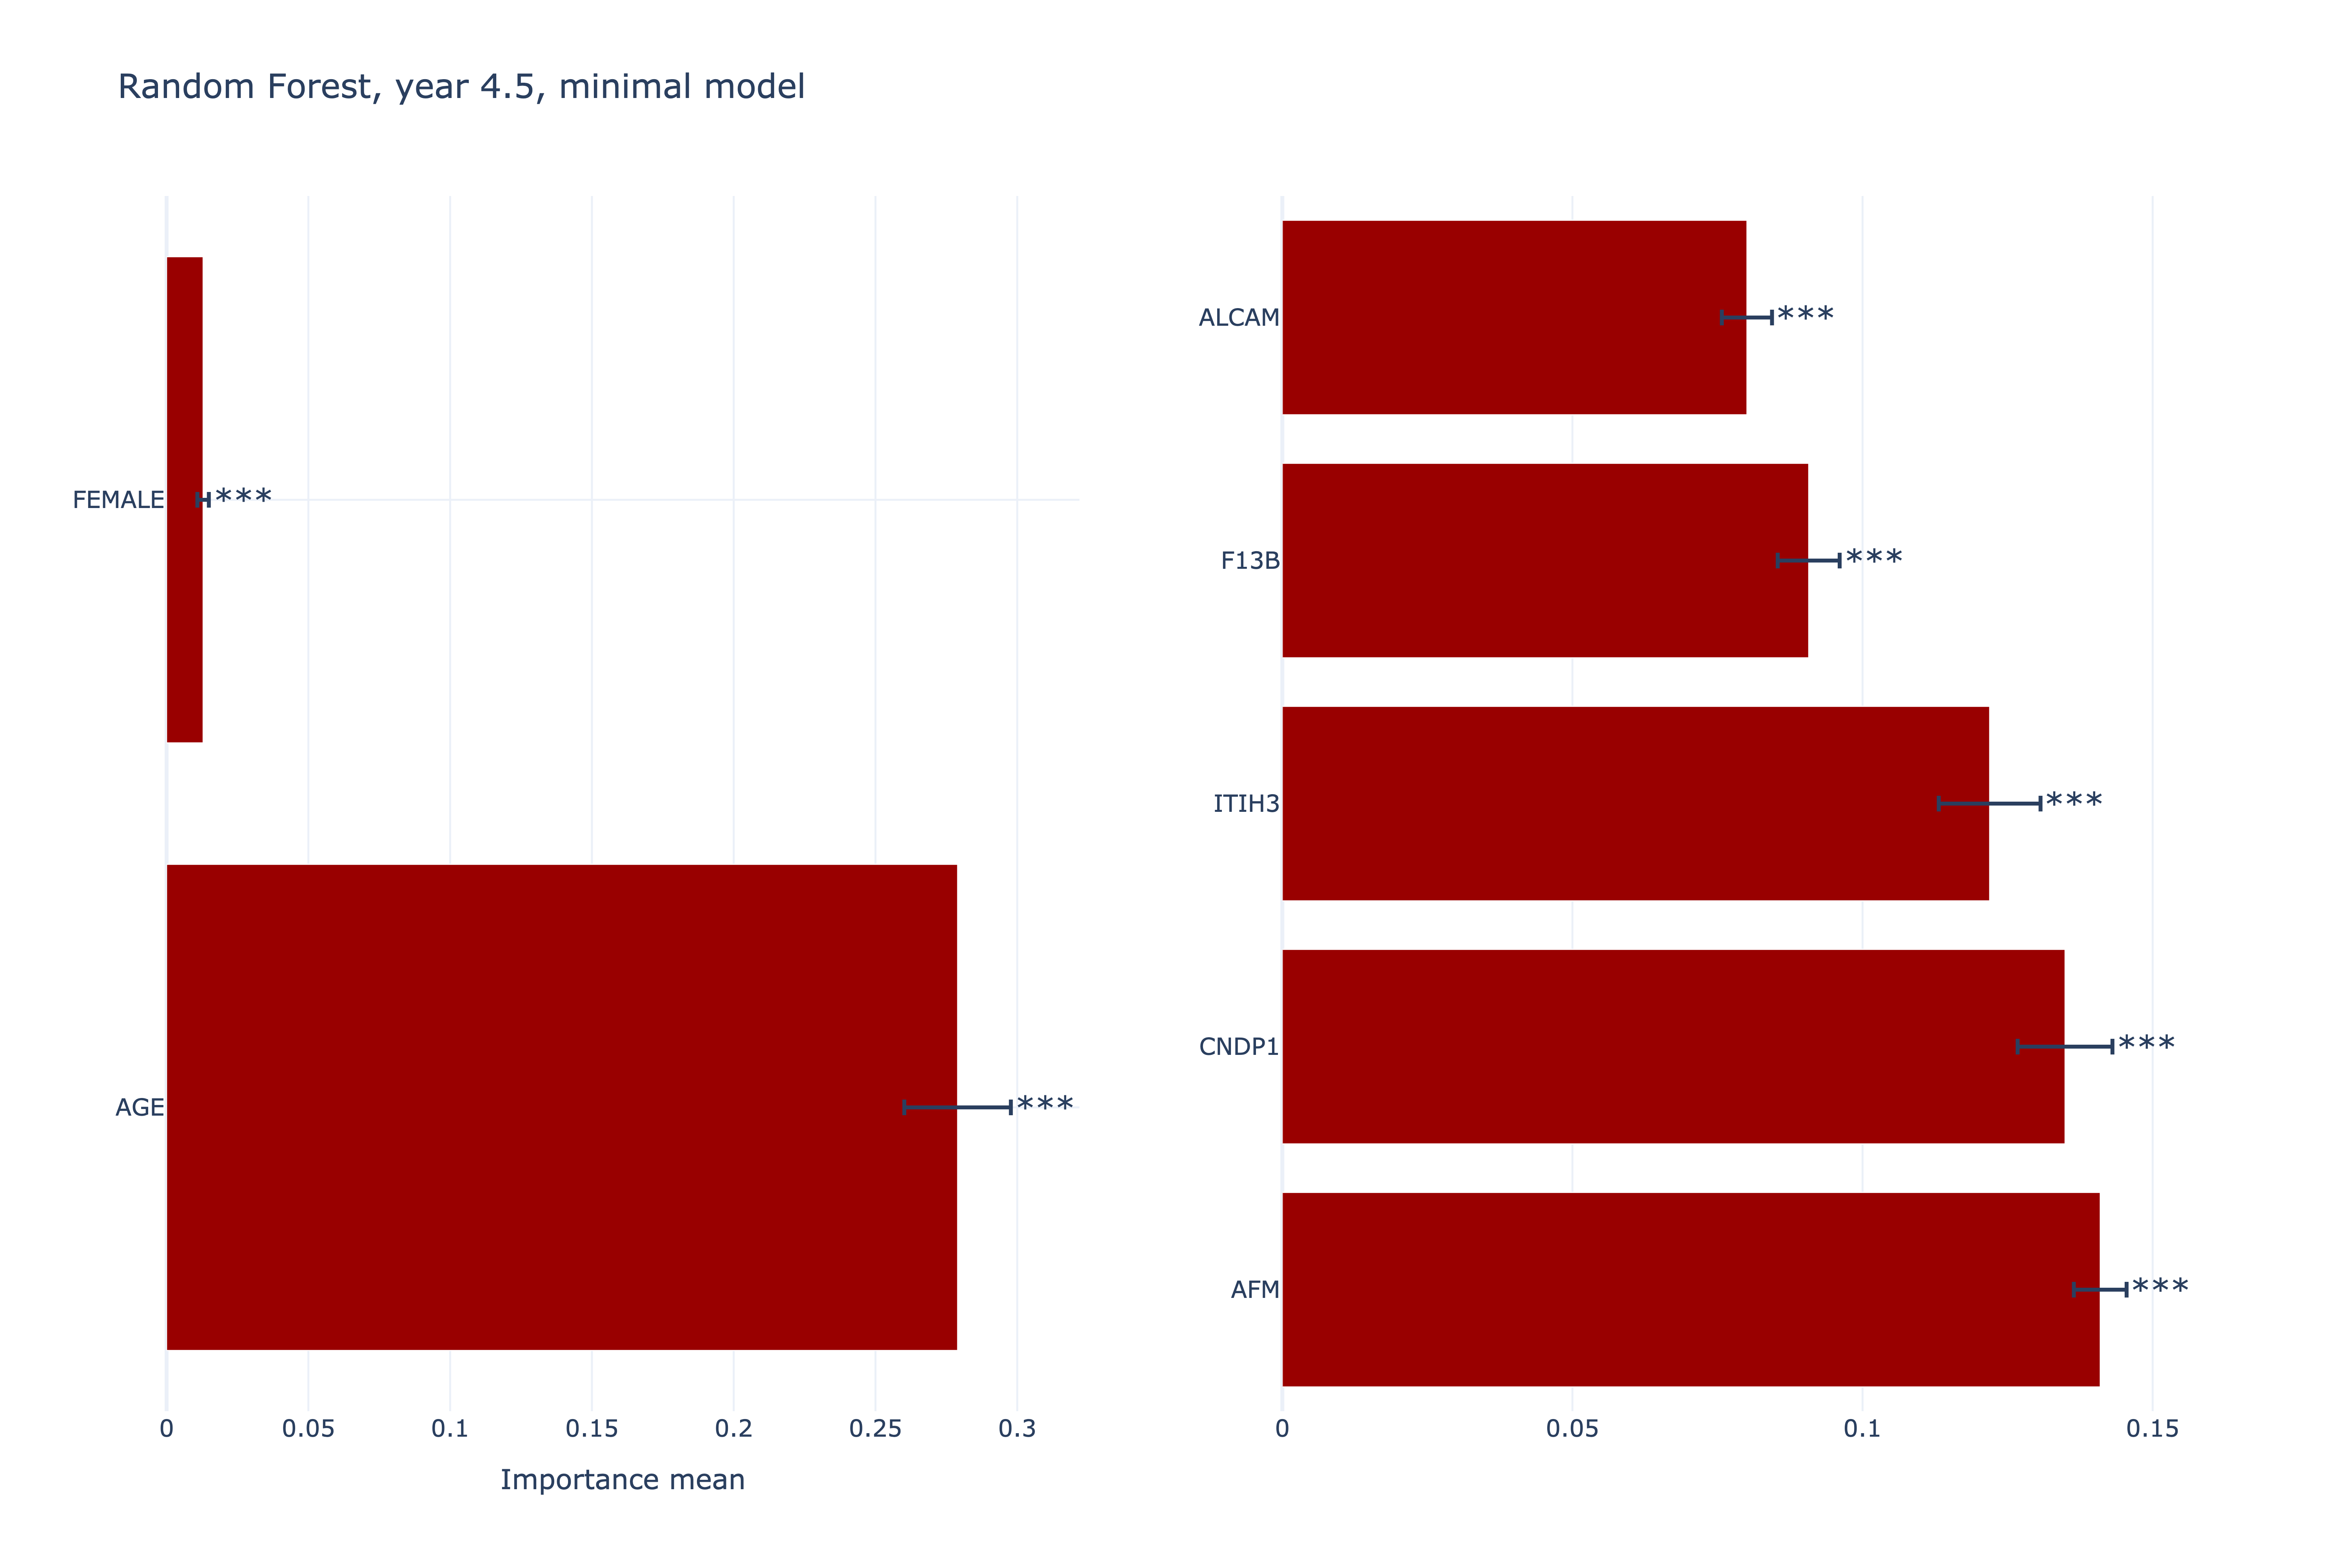 Random Forest, year 4.5, minimal model
FEMALE
***
AGE
***
0 0.05 0.1 0.15 0.2 0.25 0.3
Importance mean
ALCAM
***
F13B
***
ITIH3
***
CNDP1
***
AFM
***
0 0.05 0.1 0.15